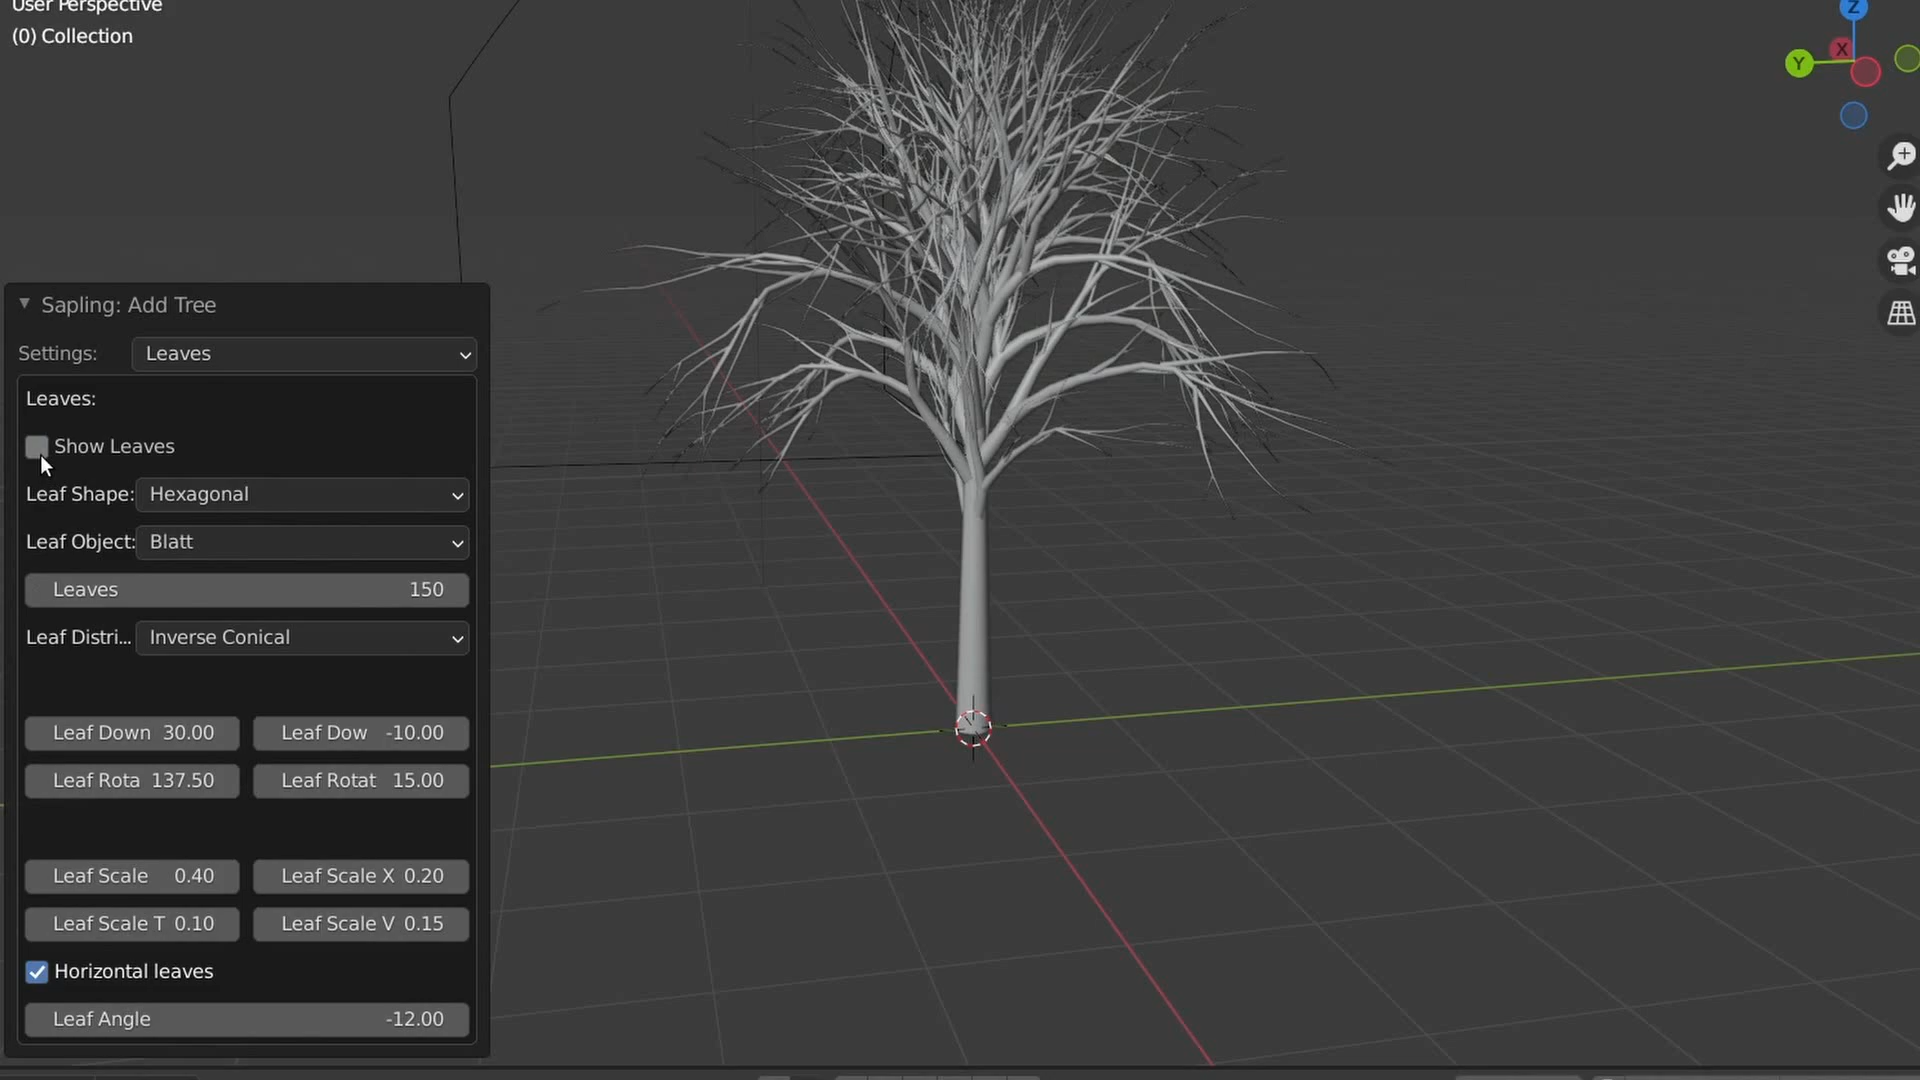 User Perspective
(0) Collection
Z
X
Y
Sapling: Add Tree
Settings: Leaves
Leaves:
Show Leaves
Leaf Shape: Hexagonal
Leaf Object: Blatt
Leaves 150
Leaf Distri... Inverse Conical
Leaf Down 30.00 Leaf Dow -10.00
Leaf Rota 137.50 Leaf Rotat 15.00
Leaf Scale 0.40 Leaf Scale X 0.20
Leaf Scale T 0.10 Leaf Scale V 0.15
Horizontal leaves
Leaf Angle -12.00